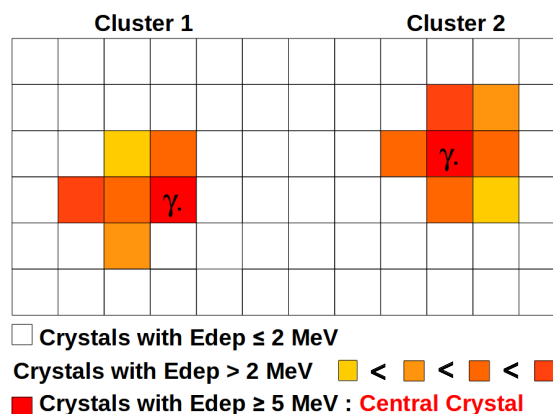 Cluster 1 Cluster 2
γ.
γ.
Crystals with Edep ≤ 2 MeV
Crystals with Edep > 2 MeV < < <
Crystals with Edep ≥ 5 MeV : Central Crystal